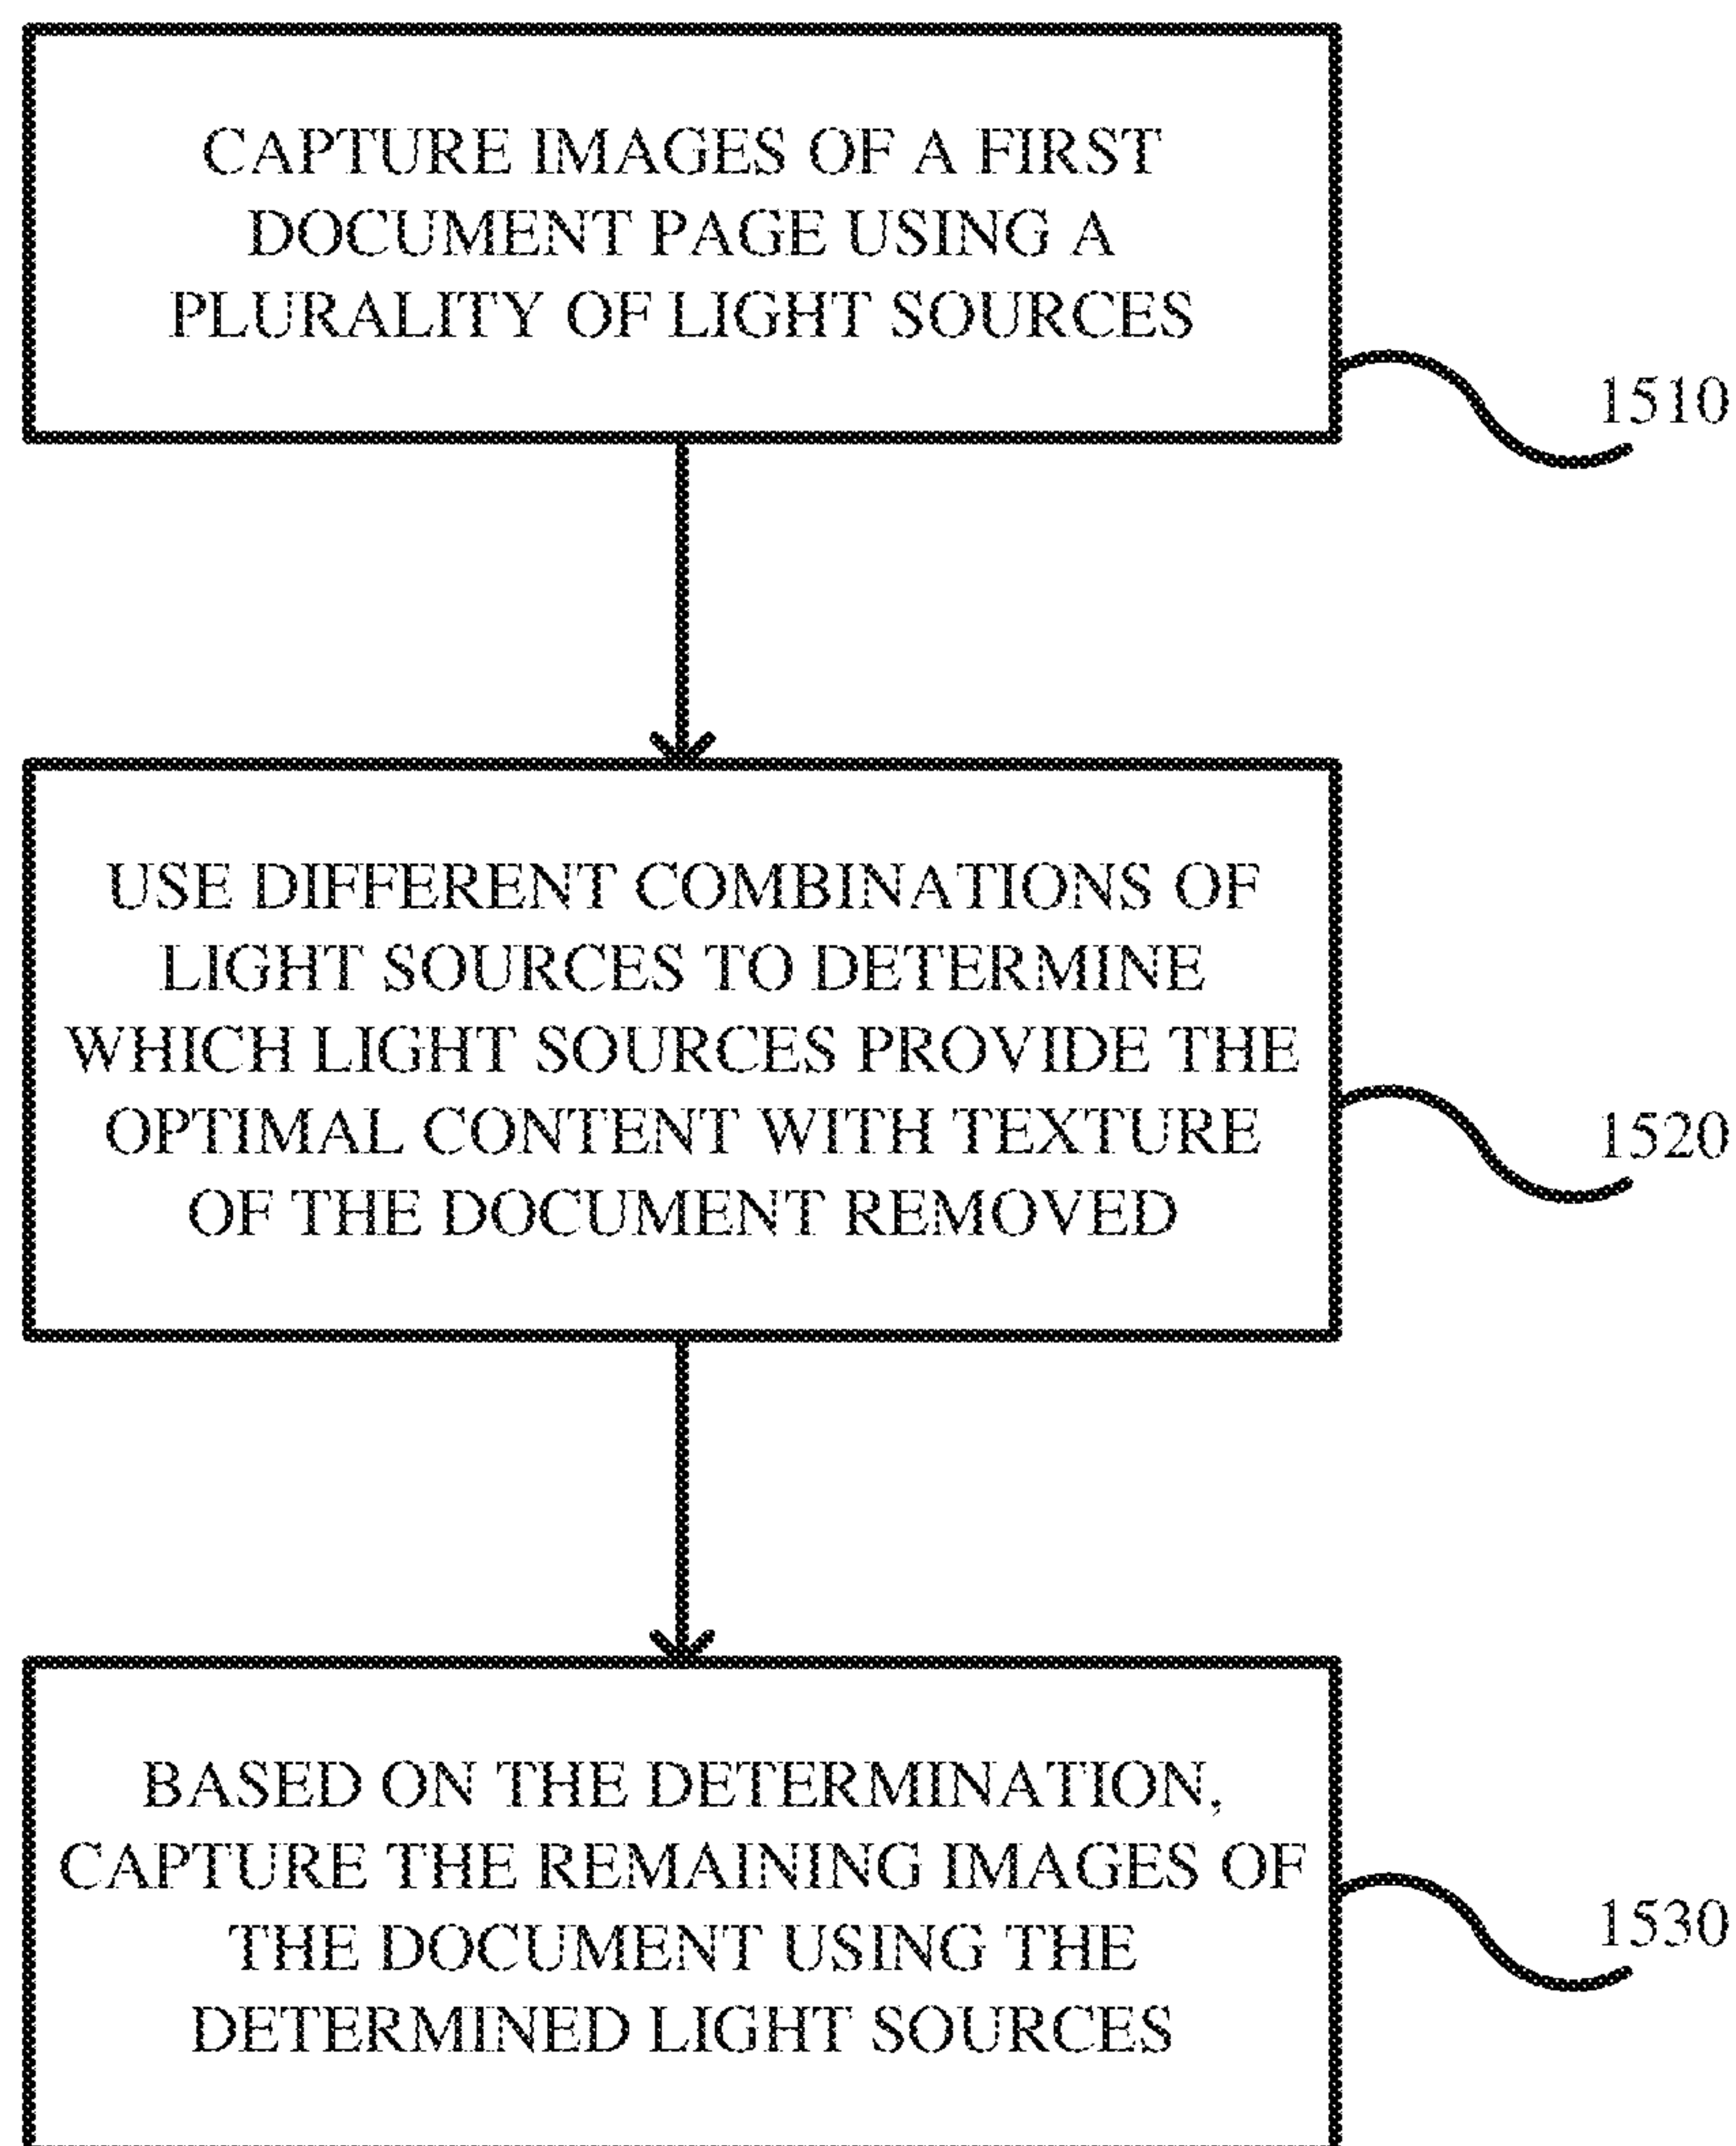 CAPTURE IMAGES OF A FIRST
DOCUMENT PAGE USING A
PLURALITY OF LIGHT SOURCES
1510
USE DIFFERENT COMBINATIONS OF
LIGHT SOURCES TO DETERMINE
WHICH LIGHT SOURCES PROVIDE THE
OPTIMAL CONTENT WITH TEXTURE
OF THE DOCUMENT REMOVED
1520
BASED ON THE DETERMINATION,
CAPTURE THE REMAINING IMAGES OF
THE DOCUMENT USING THE
DETERMINED LIGHT SOURCES
1530